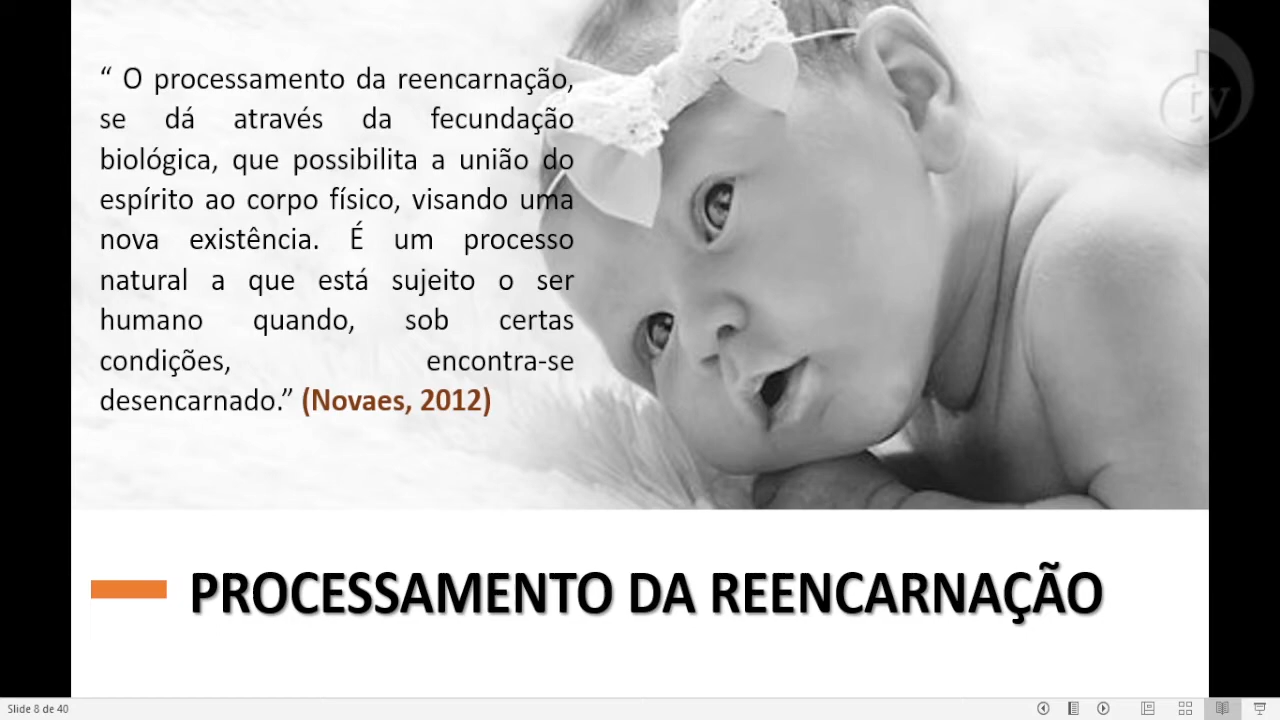 “ O processamento da reencarnação,
se dá através da fecundação
biológica, que possibilita a união do
espírito ao corpo físico, visando uma
nova existência. É um processo
natural a que está sujeito o ser
humano quando, sob certas
condições, encontra-se
desencarnado.” (Novaes, 2012)
tv
PROCESSAMENTO DA REENCARNAÇÃO
Slide 8 de 40